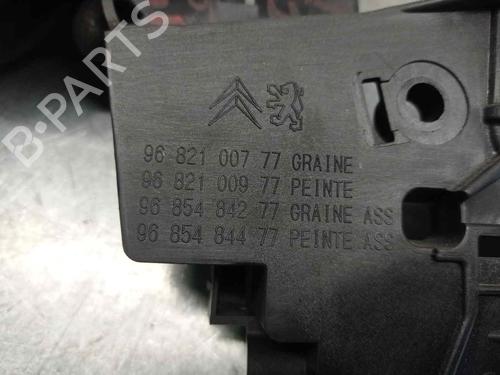 B-PARTS
96 821 007 77 GRAINE
96 821 009 77 PEINTE
96 854 842 77 GRAINE ASS
96 854 844 77 PEINTE ASS